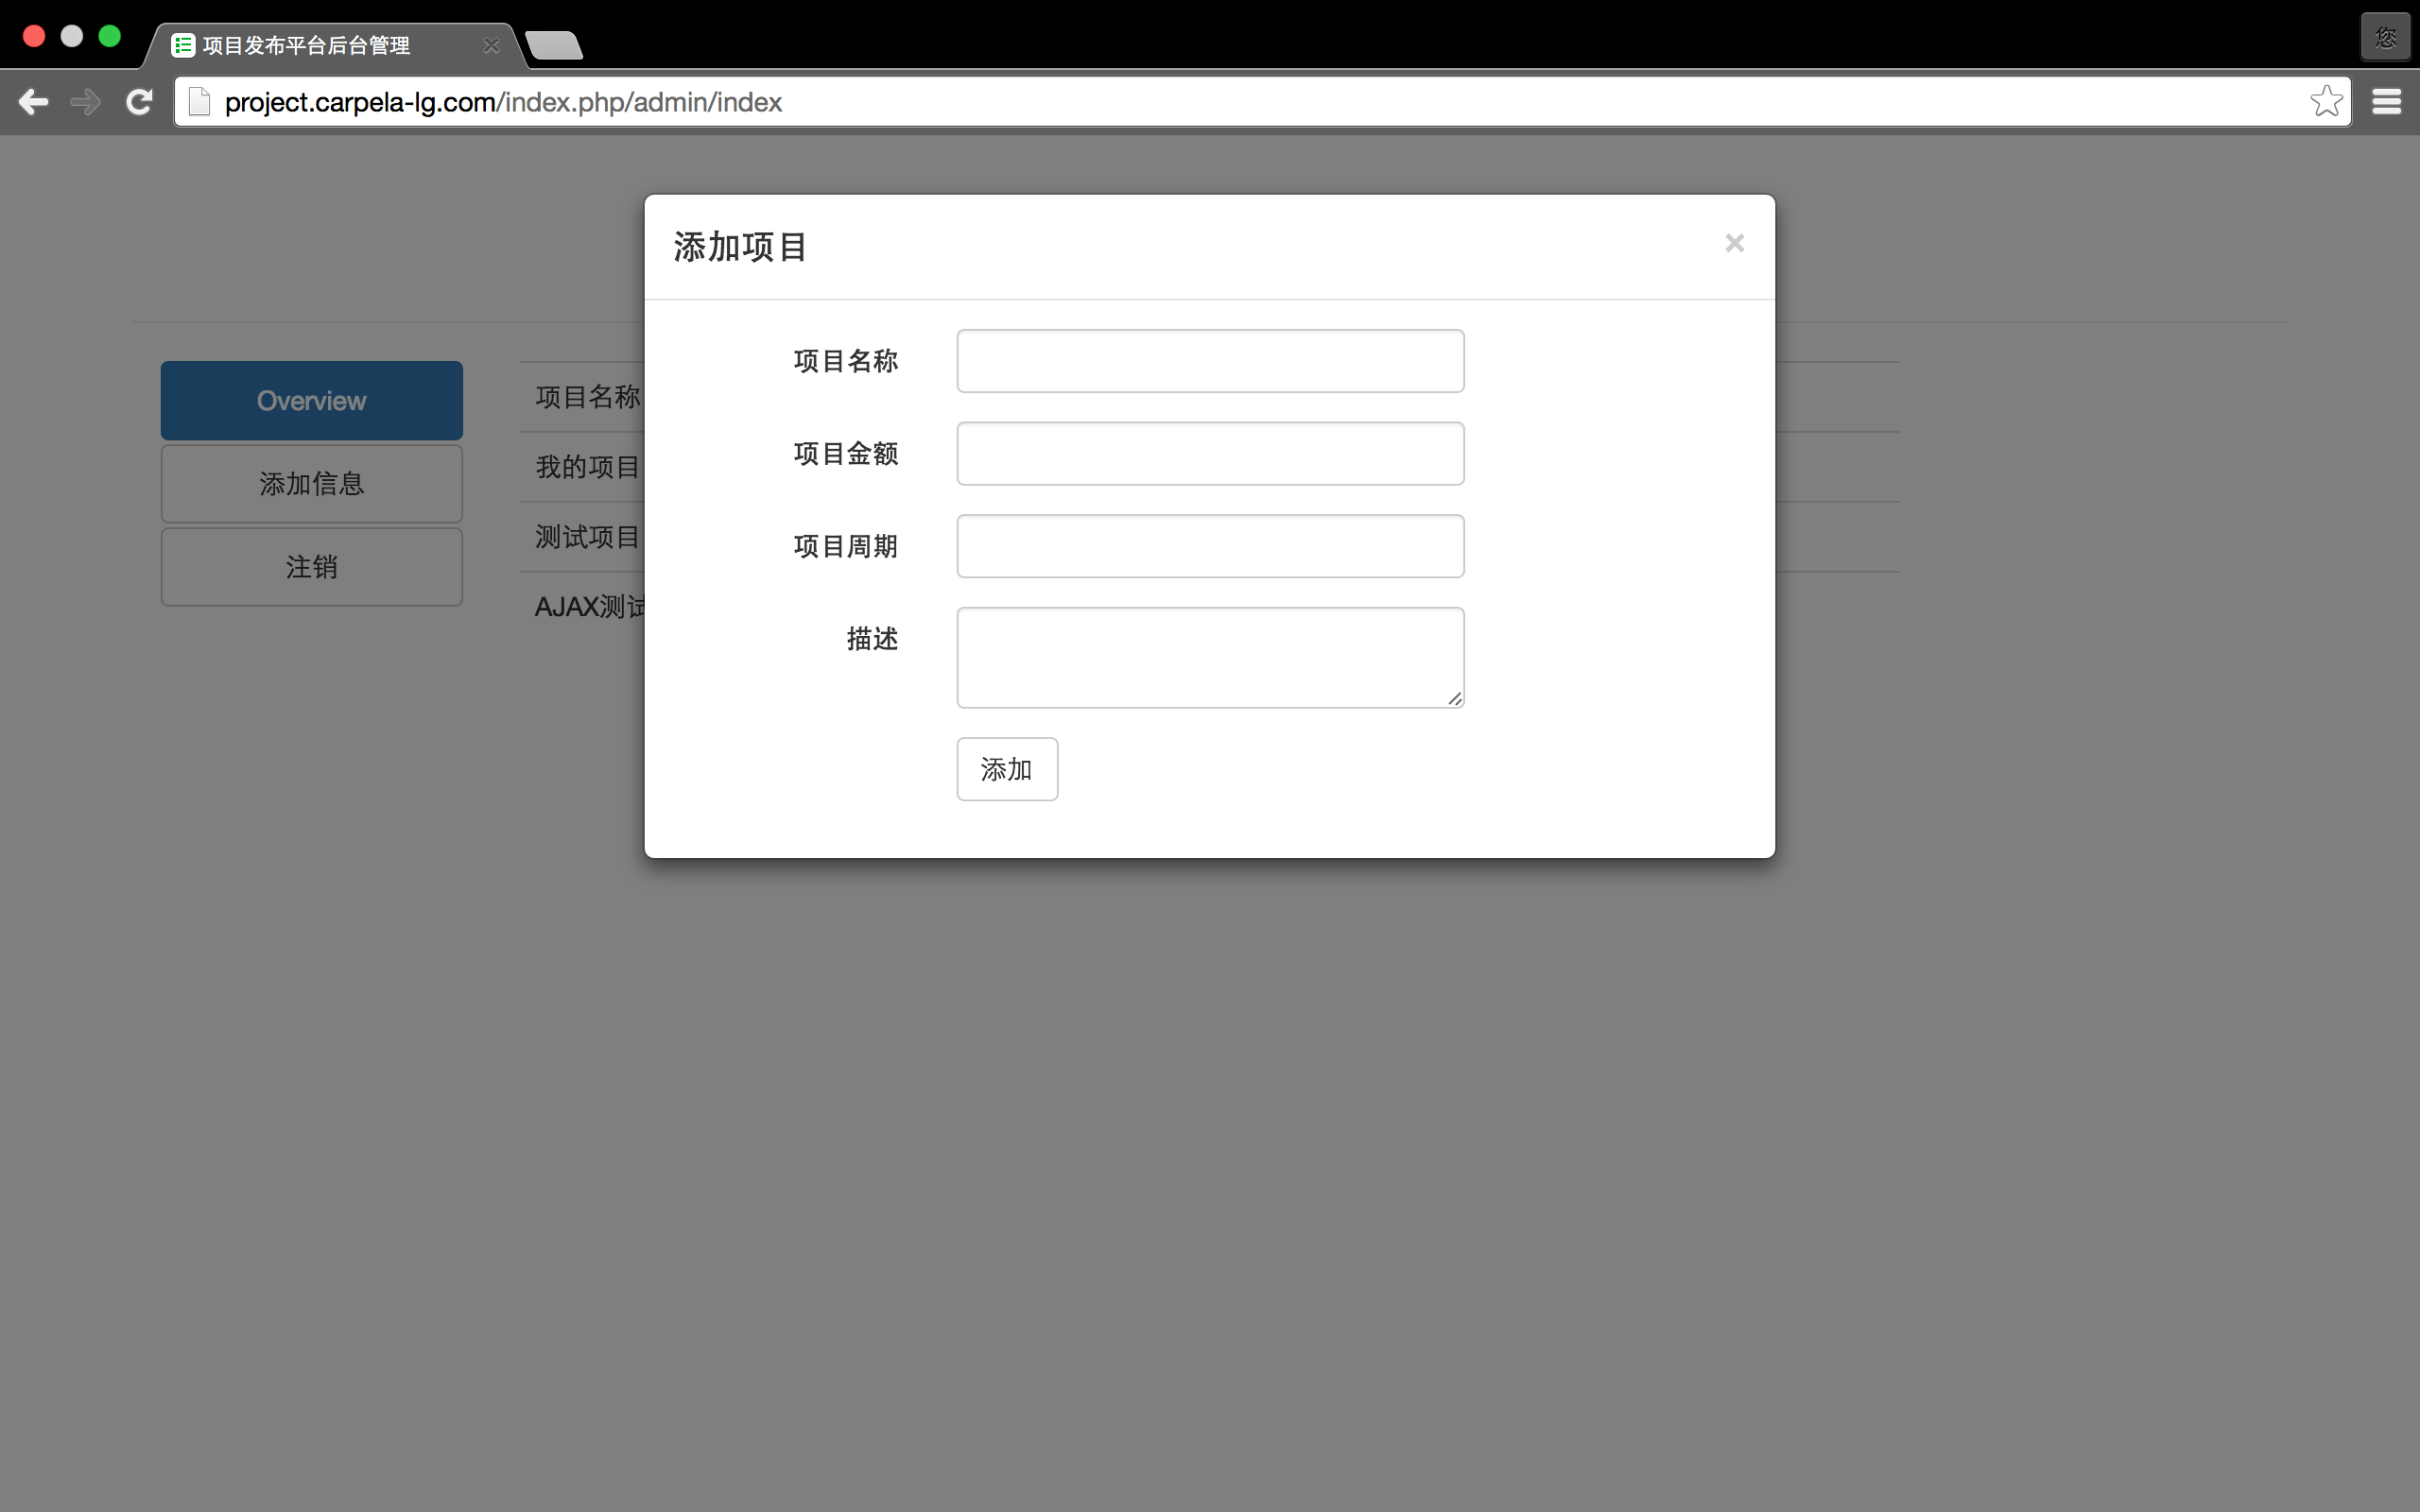 项目发布平台后台管理
您
project.carpela-lg.com/index.php/admin/index
添加项目
×
项目名称
项目金额
项目周期
描述
添加
Overview
添加信息
注销
项目名称
我的项目
测试项目
AJAX测试